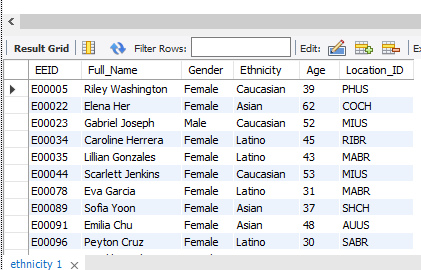 Result Grid Filter Rows: Edit:
EEID Full_Name Gender Ethnicity Age Location_ID
E00005 Riley Washington Female Caucasian 39 PHUS
E00022 Elena Her Female Asian 62 COCH
E00023 Gabriel Joseph Male Caucasian 52 MIUS
E00034 Caroline Herrera Female Latino 45 RIBR
E00035 Lillian Gonzales Female Latino 43 MABR
E00044 Scarlett Jenkins Female Caucasian 53 MIUS
E00078 Eva Garcia Female Latino 31 MABR
E00089 Sofia Yoon Female Asian 37 SHCH
E00091 Emilia Chu Female Asian 48 AUUS
E00096 Peyton Cruz Female Latino 30 SABR
ethnicity 1